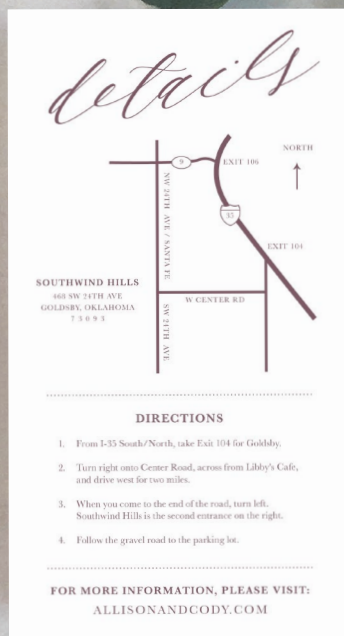 details
9
EXIT 106
NORTH
NW 24TH AVE / SANTA FE
35
EXIT 104
SOUTHWIND HILLS
SW 24TH AVE
GOLDSBY, OKLAHOMA
73093
W CENTER RD
SW 24TH AVE
DIRECTIONS
1. From I-35 South/North, take Exit 104 for Goldsby.
2. Turn right onto Center Road, across from Libby's Cafe,
and drive west for two miles.
3. When you come to the end of the road, turn left.
Southwind Hills is the second entrance on the right.
4. Follow the gravel road to the parking lot.
FOR MORE INFORMATION, PLEASE VISIT:
ALLISONANDCODY.COM